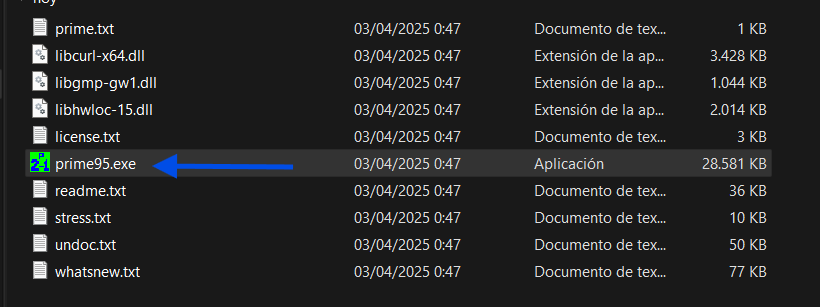 hoy
prime.txt 03/04/2025 0:47 Documento de tex... 1 KB
libcurl-x64.dll 03/04/2025 0:47 Extensión de la ap... 3.428 KB
libgmp-gw1.dll 03/04/2025 0:47 Extensión de la ap... 1.044 KB
libhwloc-15.dll 03/04/2025 0:47 Extensión de la ap... 2.014 KB
license.txt 03/04/2025 0:47 Documento de tex... 3 KB
prime95.exe 03/04/2025 0:47 Aplicación 28.581 KB
readme.txt 03/04/2025 0:47 Documento de tex... 36 KB
stress.txt 03/04/2025 0:47 Documento de tex... 10 KB
undoc.txt 03/04/2025 0:47 Documento de tex... 50 KB
whatsnew.txt 03/04/2025 0:47 Documento de tex... 77 KB